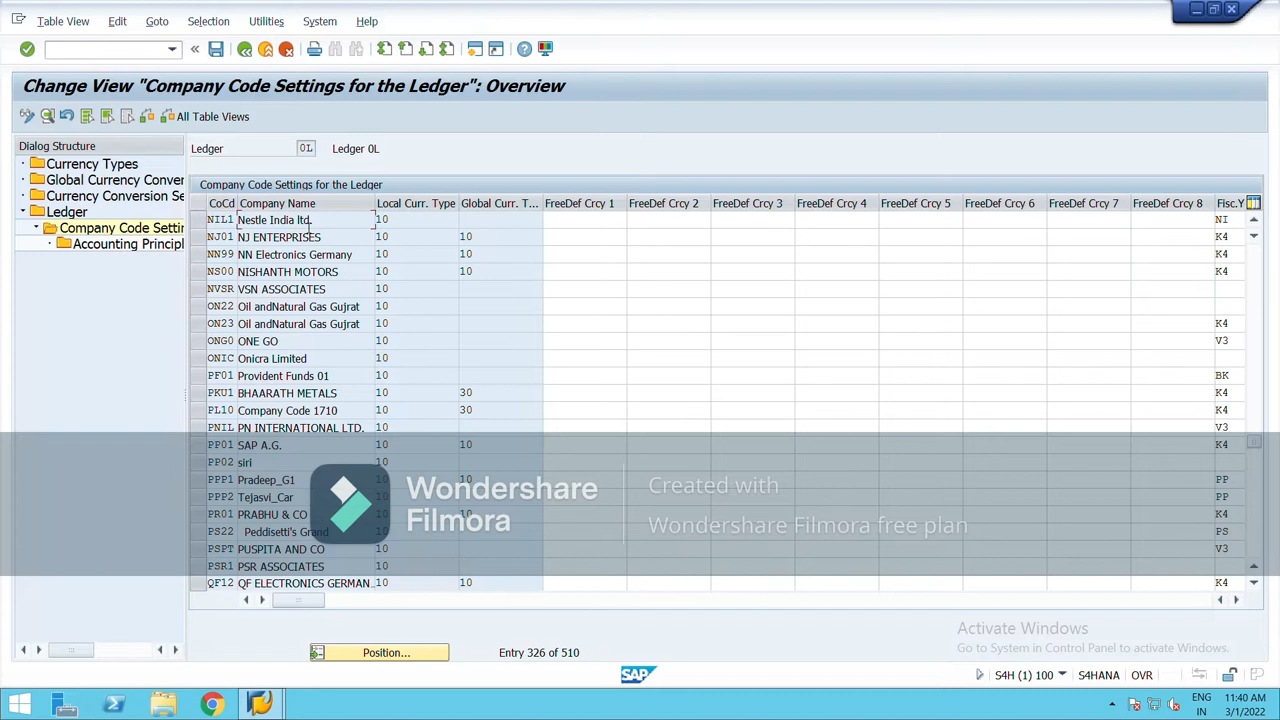 Table View Edit Goto Selection Utilities System Help
Change View "Company Code Settings for the Ledger": Overview
All Table Views
Dialog Structure
Currency Types
Global Currency Conver
Currency Conversion Se
Ledger
Company Code Setti
Accounting Principl
Ledger 0L Ledger 0L
Company Code Settings for the Ledger
CoCd Company Name Local Curr. Type Global Curr. T... FreeDef Crcy 1 FreeDef Crcy 2 FreeDef Crcy 3 FreeDef Crcy 4 FreeDef Crcy 5 FreeDef Crcy 6 FreeDef Crcy 7 FreeDef Crcy 8 Fisc.Y
NIL1 Nestle India ltd. 10 NI
NJ01 NJ ENTERPRISES 10 10 K4
NN99 NN Electronics Germany 10 10 K4
NS00 NISHANTH MOTORS 10 10 K4
NVSR VSN ASSOCIATES 10
ON22 Oil andNatural Gas Gujrat 10
ON23 Oil andNatural Gas Gujrat 10 K4
ONG0 ONE GO 10 V3
ONIC Onicra Limited 10
PF01 Provident Funds 01 10 BK
PKU1 BHAARATH METALS 10 30 K4
PL10 Company Code 1710 10 30 K4
PNIL PN INTERNATIONAL LTD. 10 V3
PP01 SAP A.G. 10 10 K4
PP02 siri 10
PPP1 Pradeep_G1 10 10 PP
PPP2 Tejasvi_Car 10 PP
PR01 PRABHU & CO 10 10 K4
PS22 Peddisetti's Grand 10 PS
PSPT PUSPITA AND CO 10 V3
PSR1 PSR ASSOCIATES 10
QF12 QF ELECTRONICS GERMAN.. 10 10 K4
Wondershare
Filmora
Created with
Wondershare Filmora free plan
Position... Entry 326 of 510
Activate Windows
Go to System in Control Panel to activate Windows.
SAP
S4H (1) 100 S4HANA OVR
ENG
IN
11:40 AM
3/1/2022